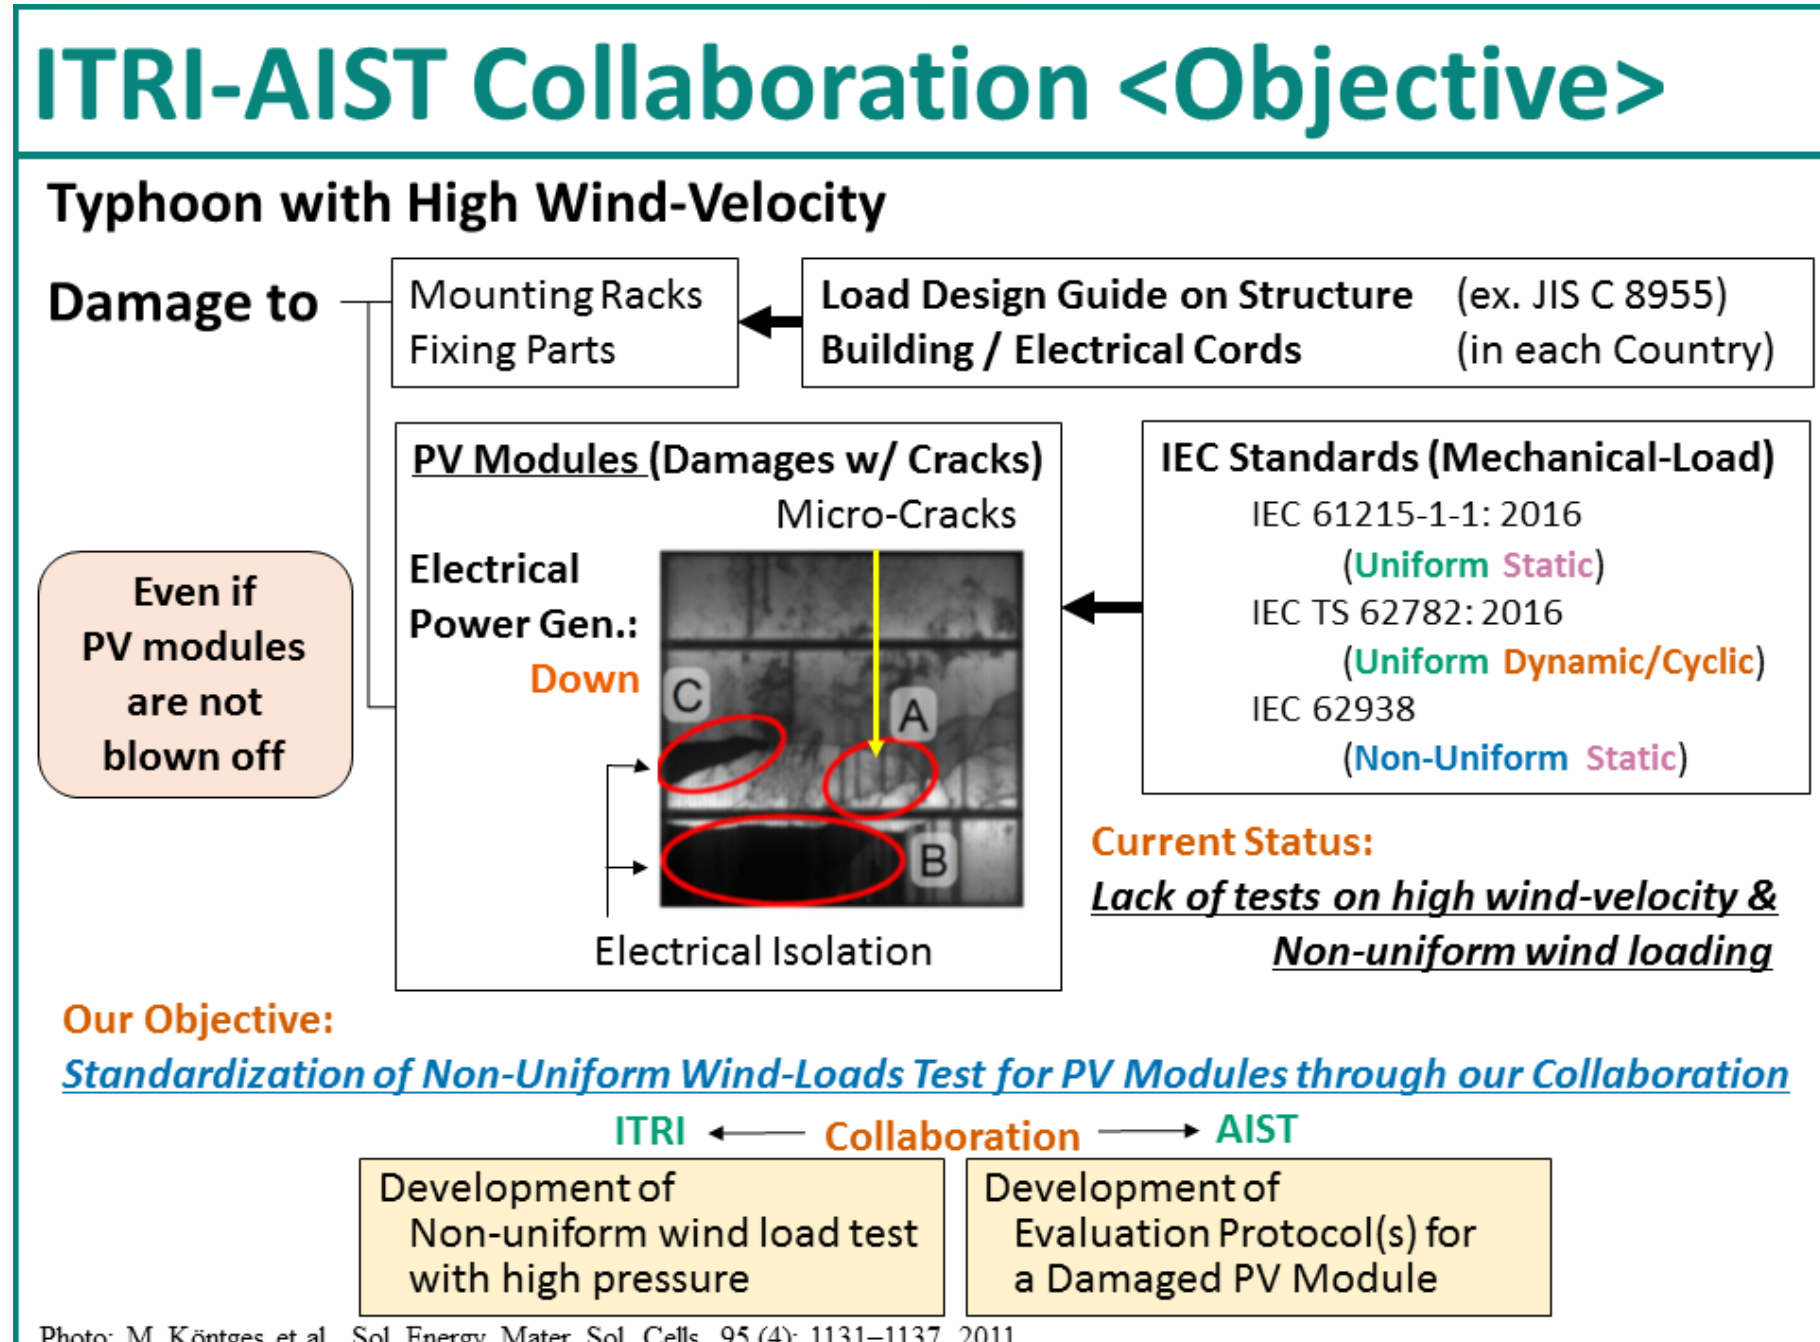 ITRI-AIST Collaboration <Objective>
Typhoon with High Wind-Velocity
Damage to
Mounting Racks
Fixing Parts
Load Design Guide on Structure (ex. JIS C 8955)
Building / Electrical Cords (in each Country)
Even if
PV modules
are not
blown off
PV Modules (Damages w/ Cracks)
Micro-Cracks
Electrical
Power Gen.:
Down
C
A
B
Electrical Isolation
IEC Standards (Mechanical-Load)
IEC 61215-1-1: 2016
(Uniform Static)
IEC TS 62782: 2016
(Uniform Dynamic/Cyclic)
IEC 62938
(Non-Uniform Static)
Current Status:
Lack of tests on high wind-velocity &
Non-uniform wind loading
Our Objective:
Standardization of Non-Uniform Wind-Loads Test for PV Modules through our Collaboration
ITRI Collaboration AIST
Development of
Non-uniform wind load test
with high pressure
Development of
Evaluation Protocol(s) for
a Damaged PV Module
Photo: M. Köntges et al., Sol. Energy Mater. Sol. Cells, 95 (4): 1131–1137, 2011